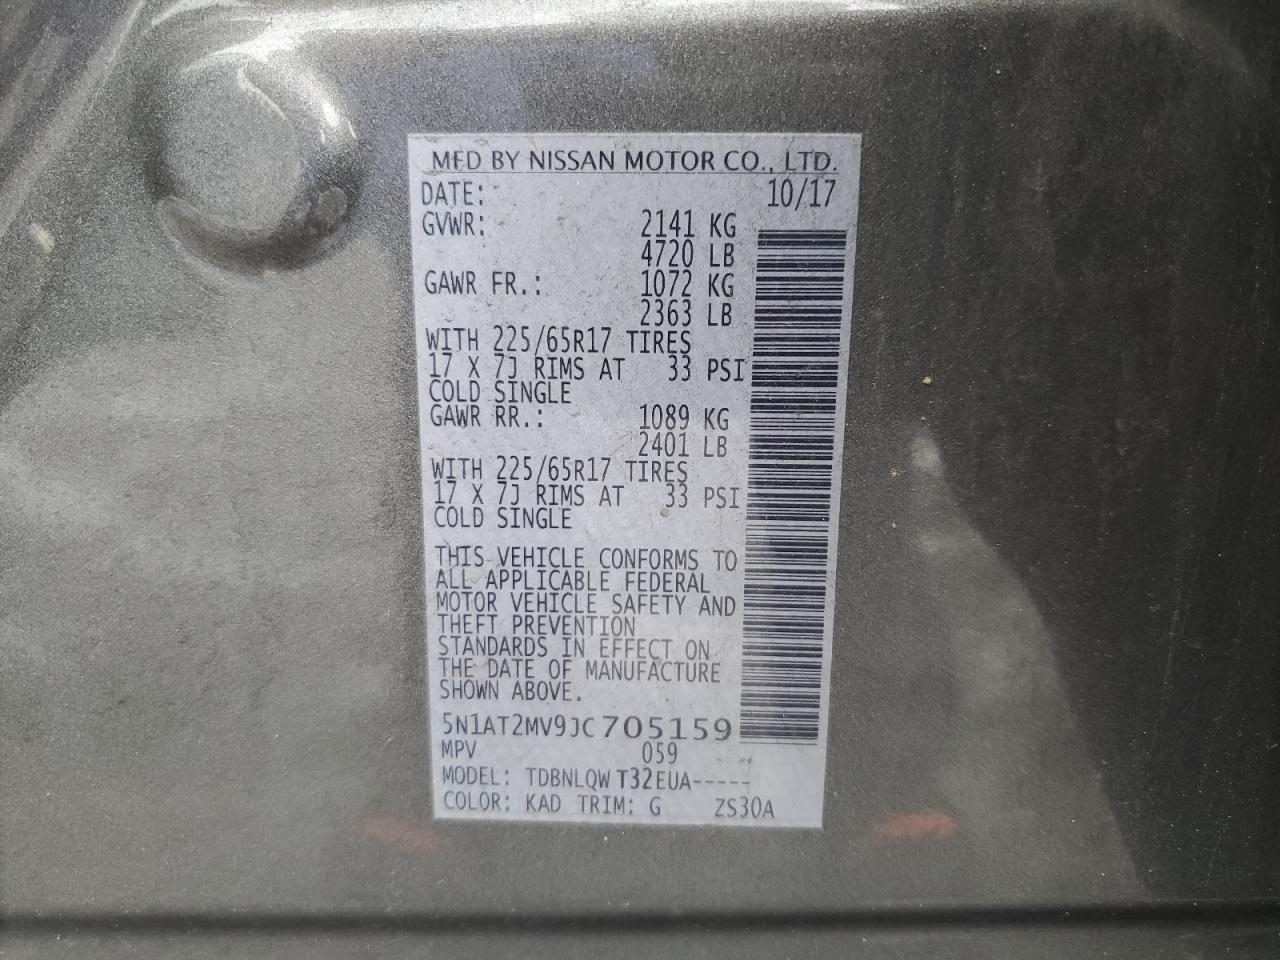 MFD BY NISSAN MOTOR CO., LTD.
DATE: 10/17
GVWR: 2141 KG
4720 LB
GAWR FR.: 1072 KG
2363 LB
WITH 225/65R17 TIRES
17 X 7J RIMS AT 33 PSI
COLD SINGLE
GAWR RR.: 1089 KG
2401 LB
WITH 225/65R17 TIRES
17 X 7J RIMS AT 33 PSI
COLD SINGLE
THIS VEHICLE CONFORMS TO
ALL APPLICABLE FEDERAL
MOTOR VEHICLE SAFETY AND
THEFT PREVENTION
STANDARDS IN EFFECT ON
THE DATE OF MANUFACTURE
SHOWN ABOVE.
5N1AT2MV9JC705159
MPV 059
MODEL: TDBNLQW T32EUA-----
COLOR: KAD TRIM: G ZS30A